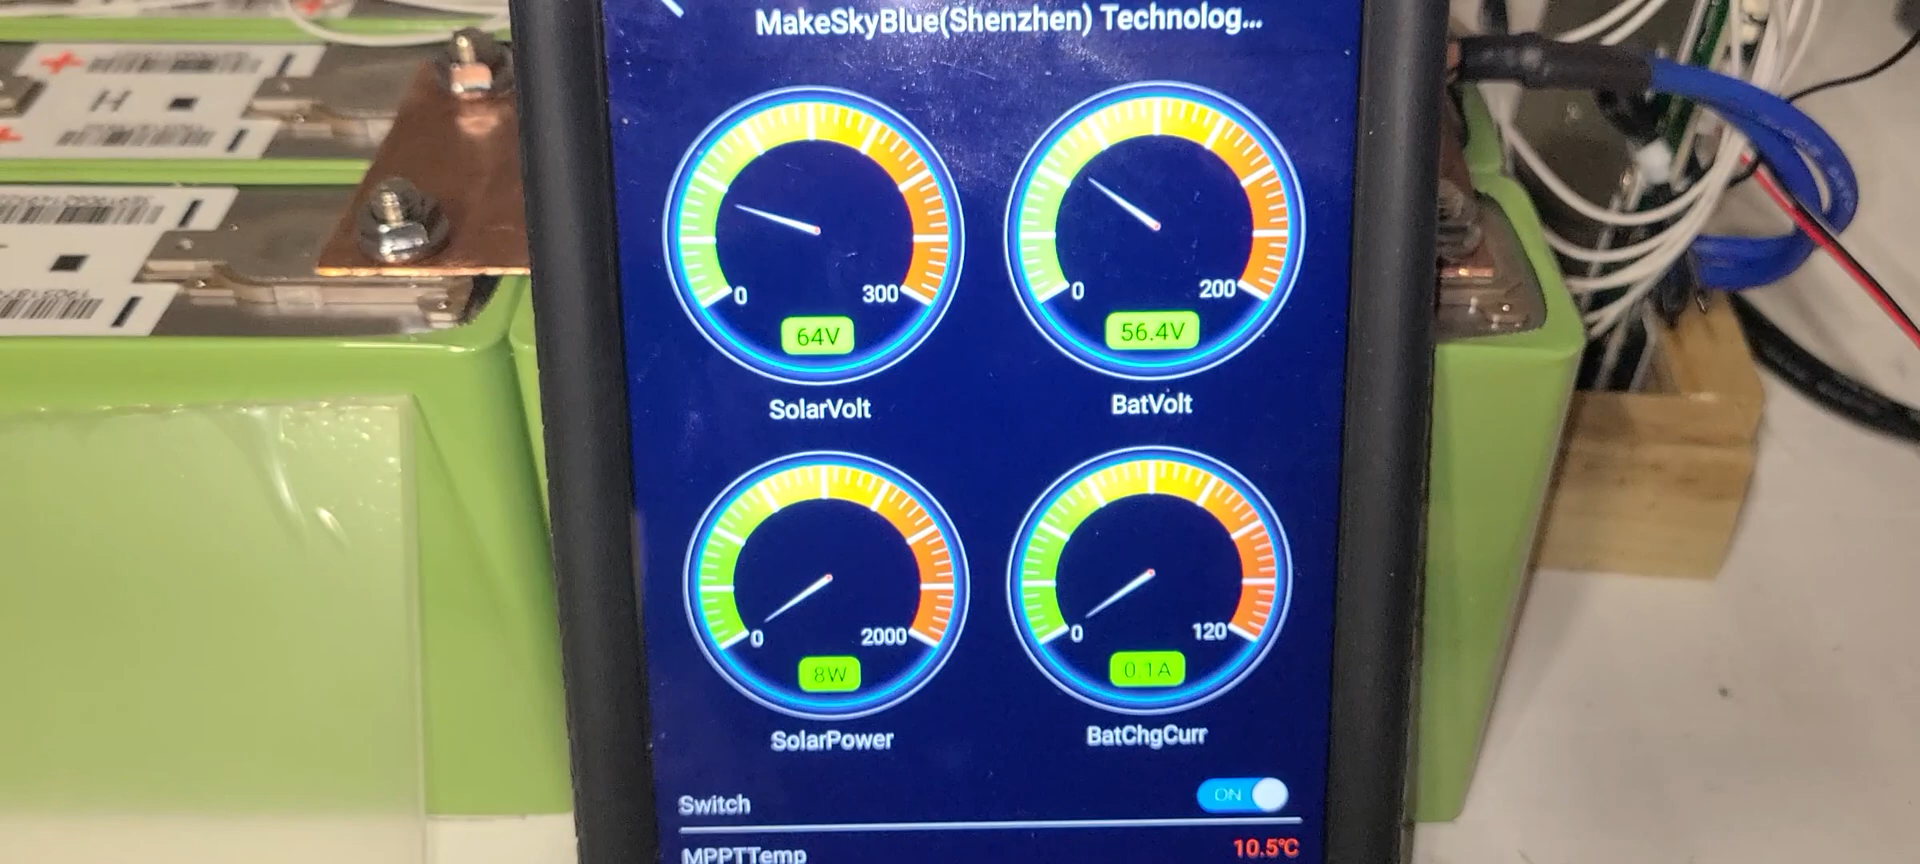 MakeSkyBlue(Shenzhen) Technolog...
0 300
64V
SolarVolt
0 200
56.4V
BatVolt
0 2000
8W
SolarPower
0 120
0.1A
BatChgCurr
Switch ON
MPPTTemp 10.5℃
H